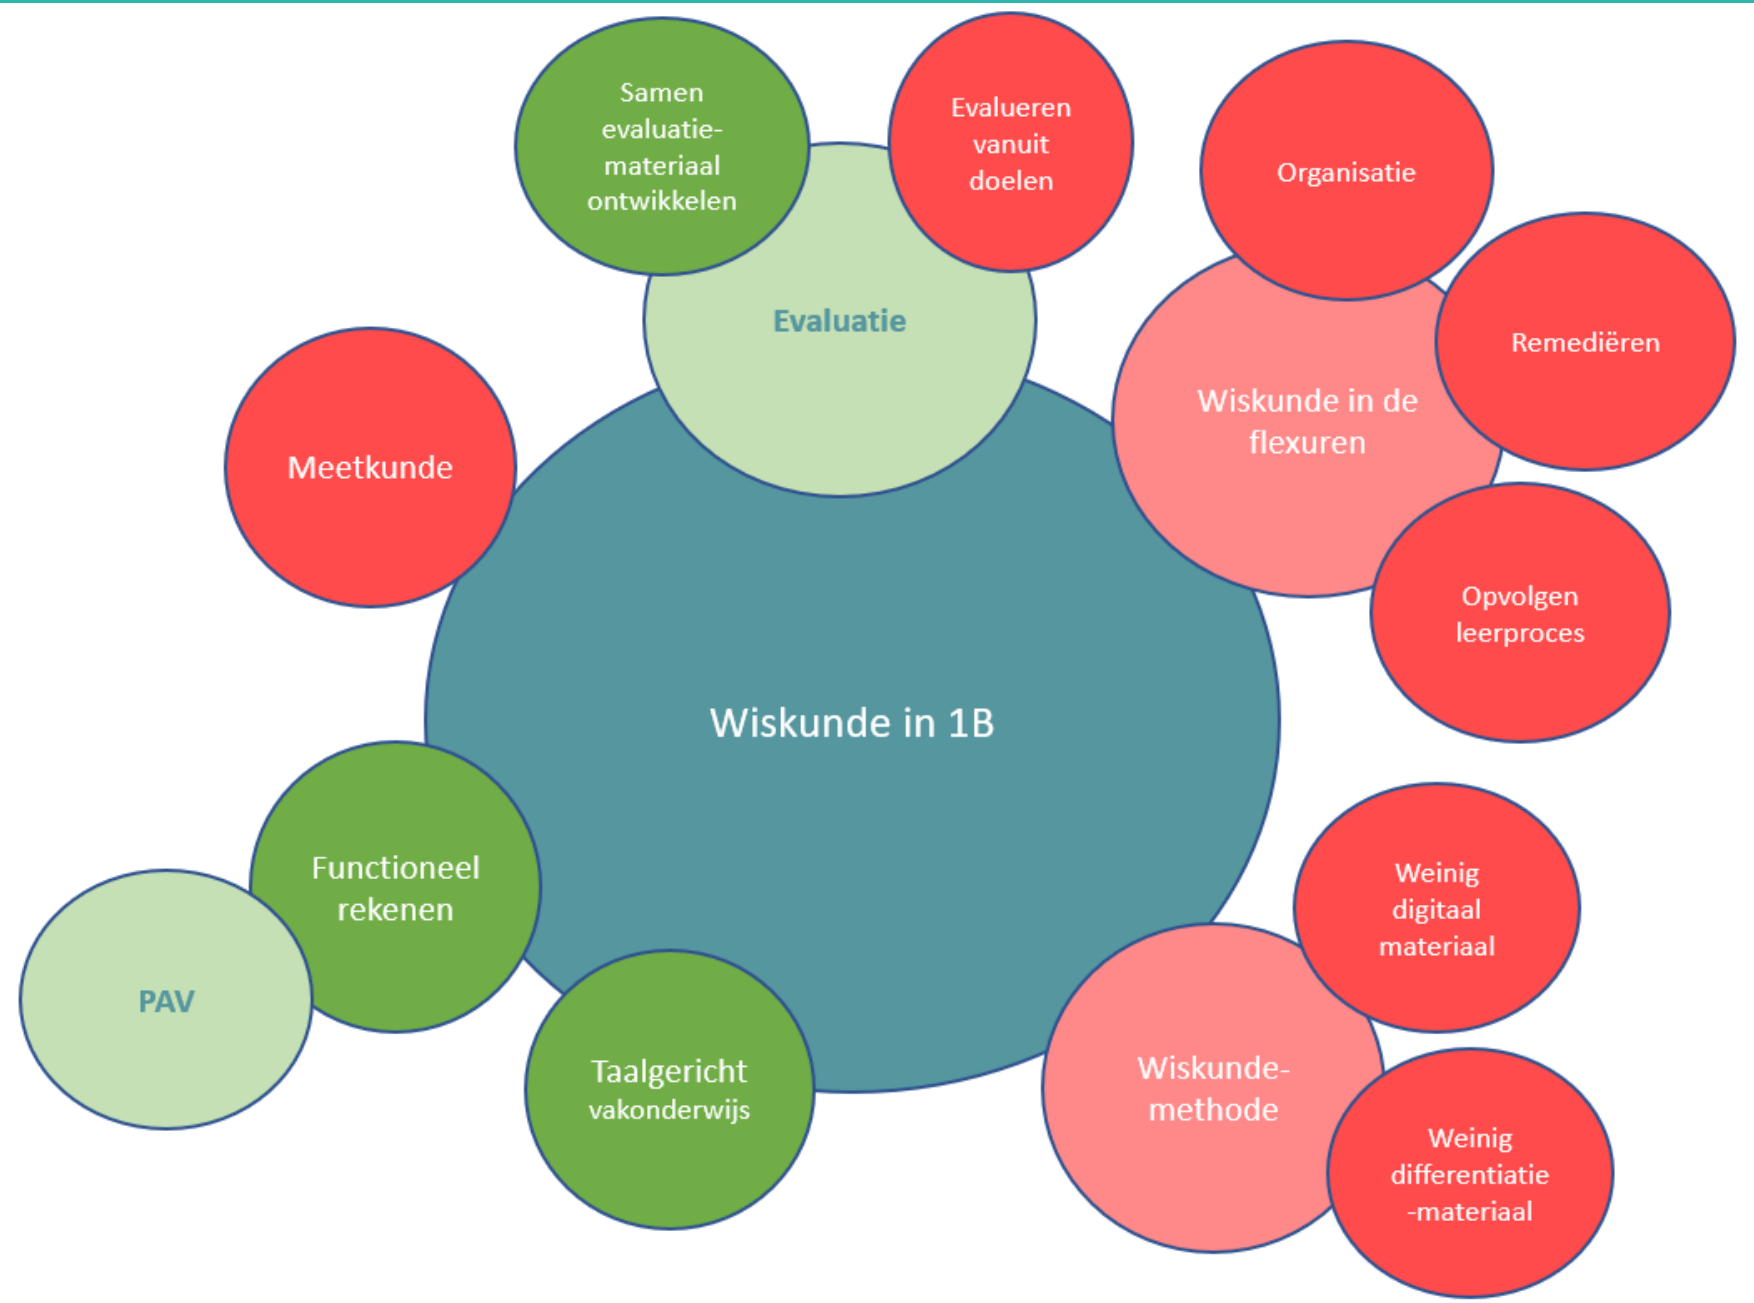 Samen
evaluatie-
materiaal
ontwikkelen
Evalueren
vanuit
doelen
Organisatie
Remediëren
Evaluatie
Wiskunde in de
flexuren
Meetkunde
Opvolgen
leerproces
Wiskunde in 1B
Functioneel
rekenen
Weinig
digitaal
materiaal
PAV
Taalgericht
vakonderwijs
Wiskunde-
methode
Weinig
differentiatie
-materiaal